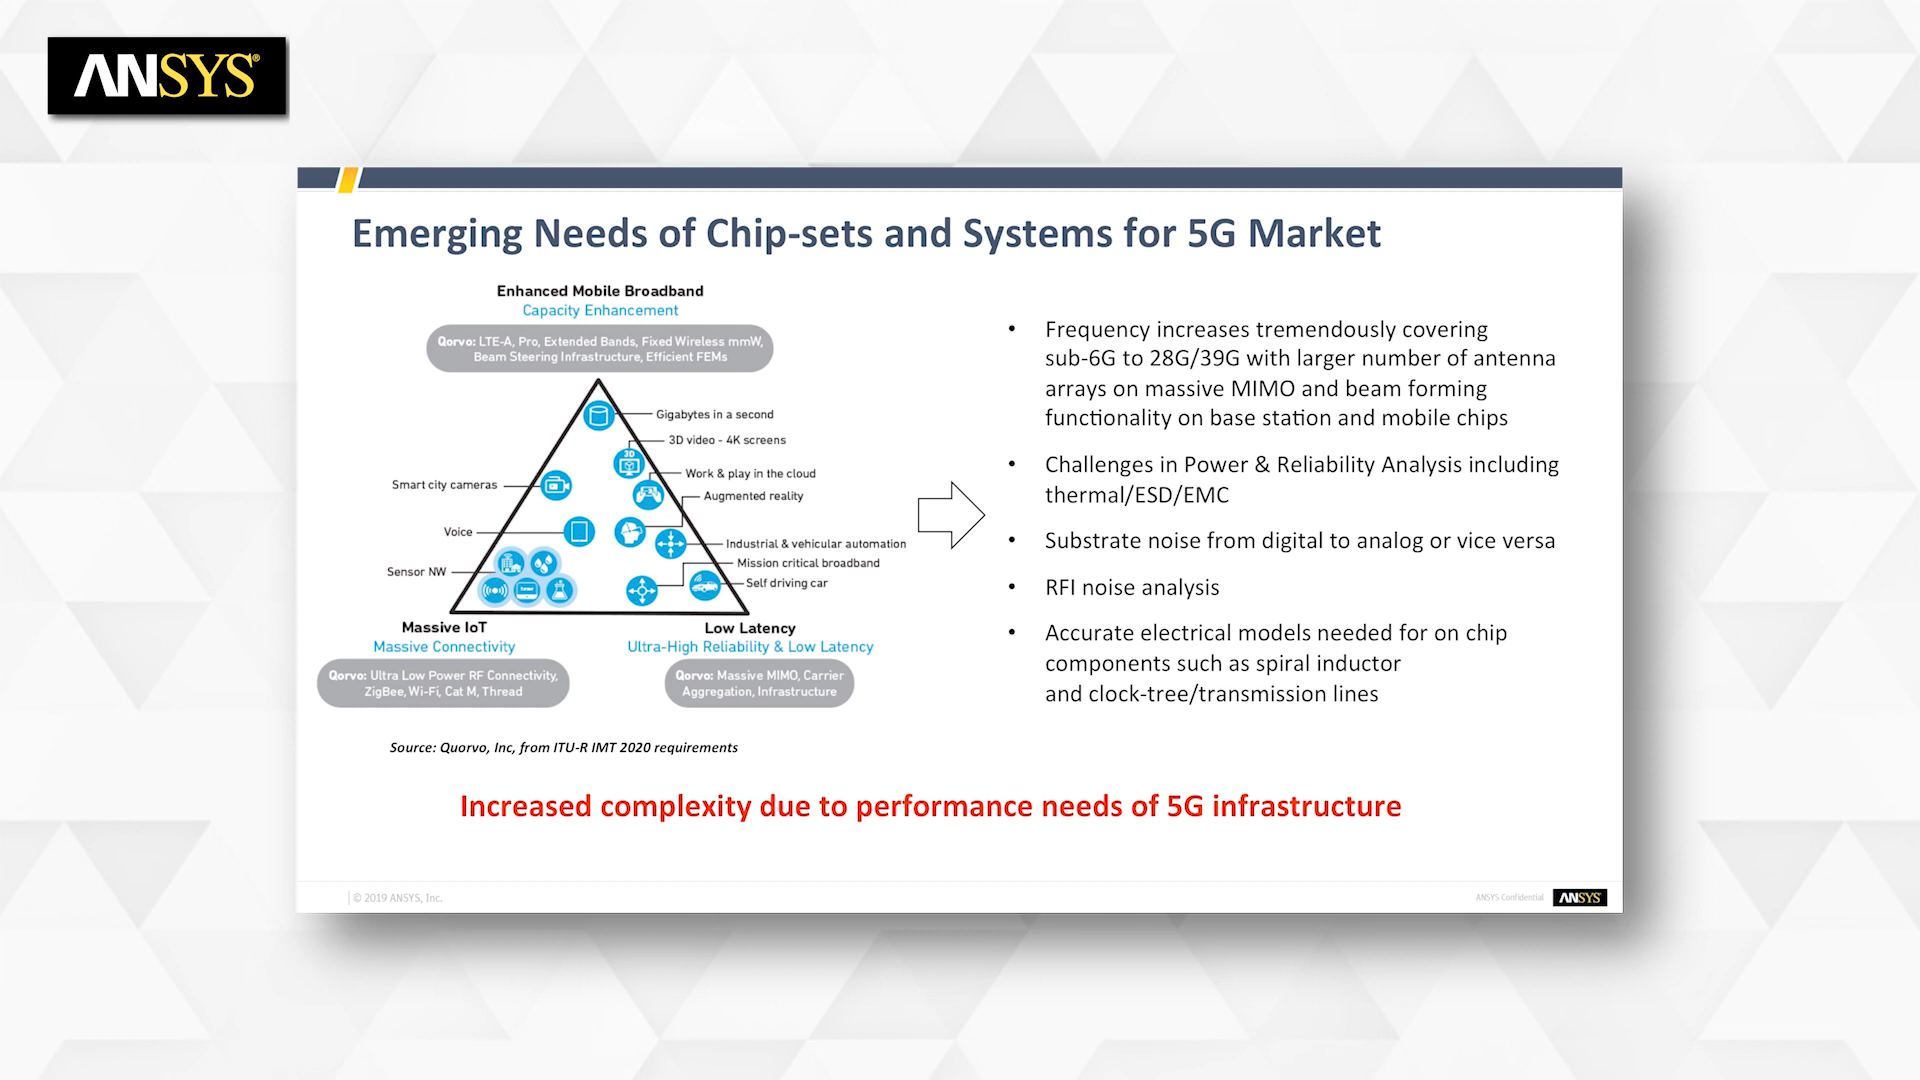 ANSYS®
Emerging Needs of Chip-sets and Systems for 5G Market
Enhanced Mobile Broadband
Capacity Enhancement
Qorvo: LTE-A, Pro, Extended Bands, Fixed Wireless mmW,
Beam Steering Infrastructure, Efficient FEMs
Gigabytes in a second
3D
3D video - 4K screens
Work & play in the cloud
Smart city cameras
Augmented reality
Voice
Industrial & vehicular automation
Mission critical broadband
Sensor NW
Self driving car
Massive IoT
Massive Connectivity
Qorvo: Ultra Low Power RF Connectivity,
ZigBee, Wi-Fi, Cat M, Thread
Low Latency
Ultra-High Reliability & Low Latency
Qorvo: Massive MIMO, Carrier
Aggregation, Infrastructure
Source: Quorvo, Inc, from ITU-R IMT 2020 requirements
• Frequency increases tremendously covering
sub-6G to 28G/39G with larger number of antenna
arrays on massive MIMO and beam forming
functionality on base station and mobile chips
• Challenges in Power & Reliability Analysis including
thermal/ESD/EMC
• Substrate noise from digital to analog or vice versa
• RFI noise analysis
• Accurate electrical models needed for on chip
components such as spiral inductor
and clock-tree/transmission lines
Increased complexity due to performance needs of 5G infrastructure
© 2019 ANSYS, Inc.
ANSYS Confidential
ANSYS